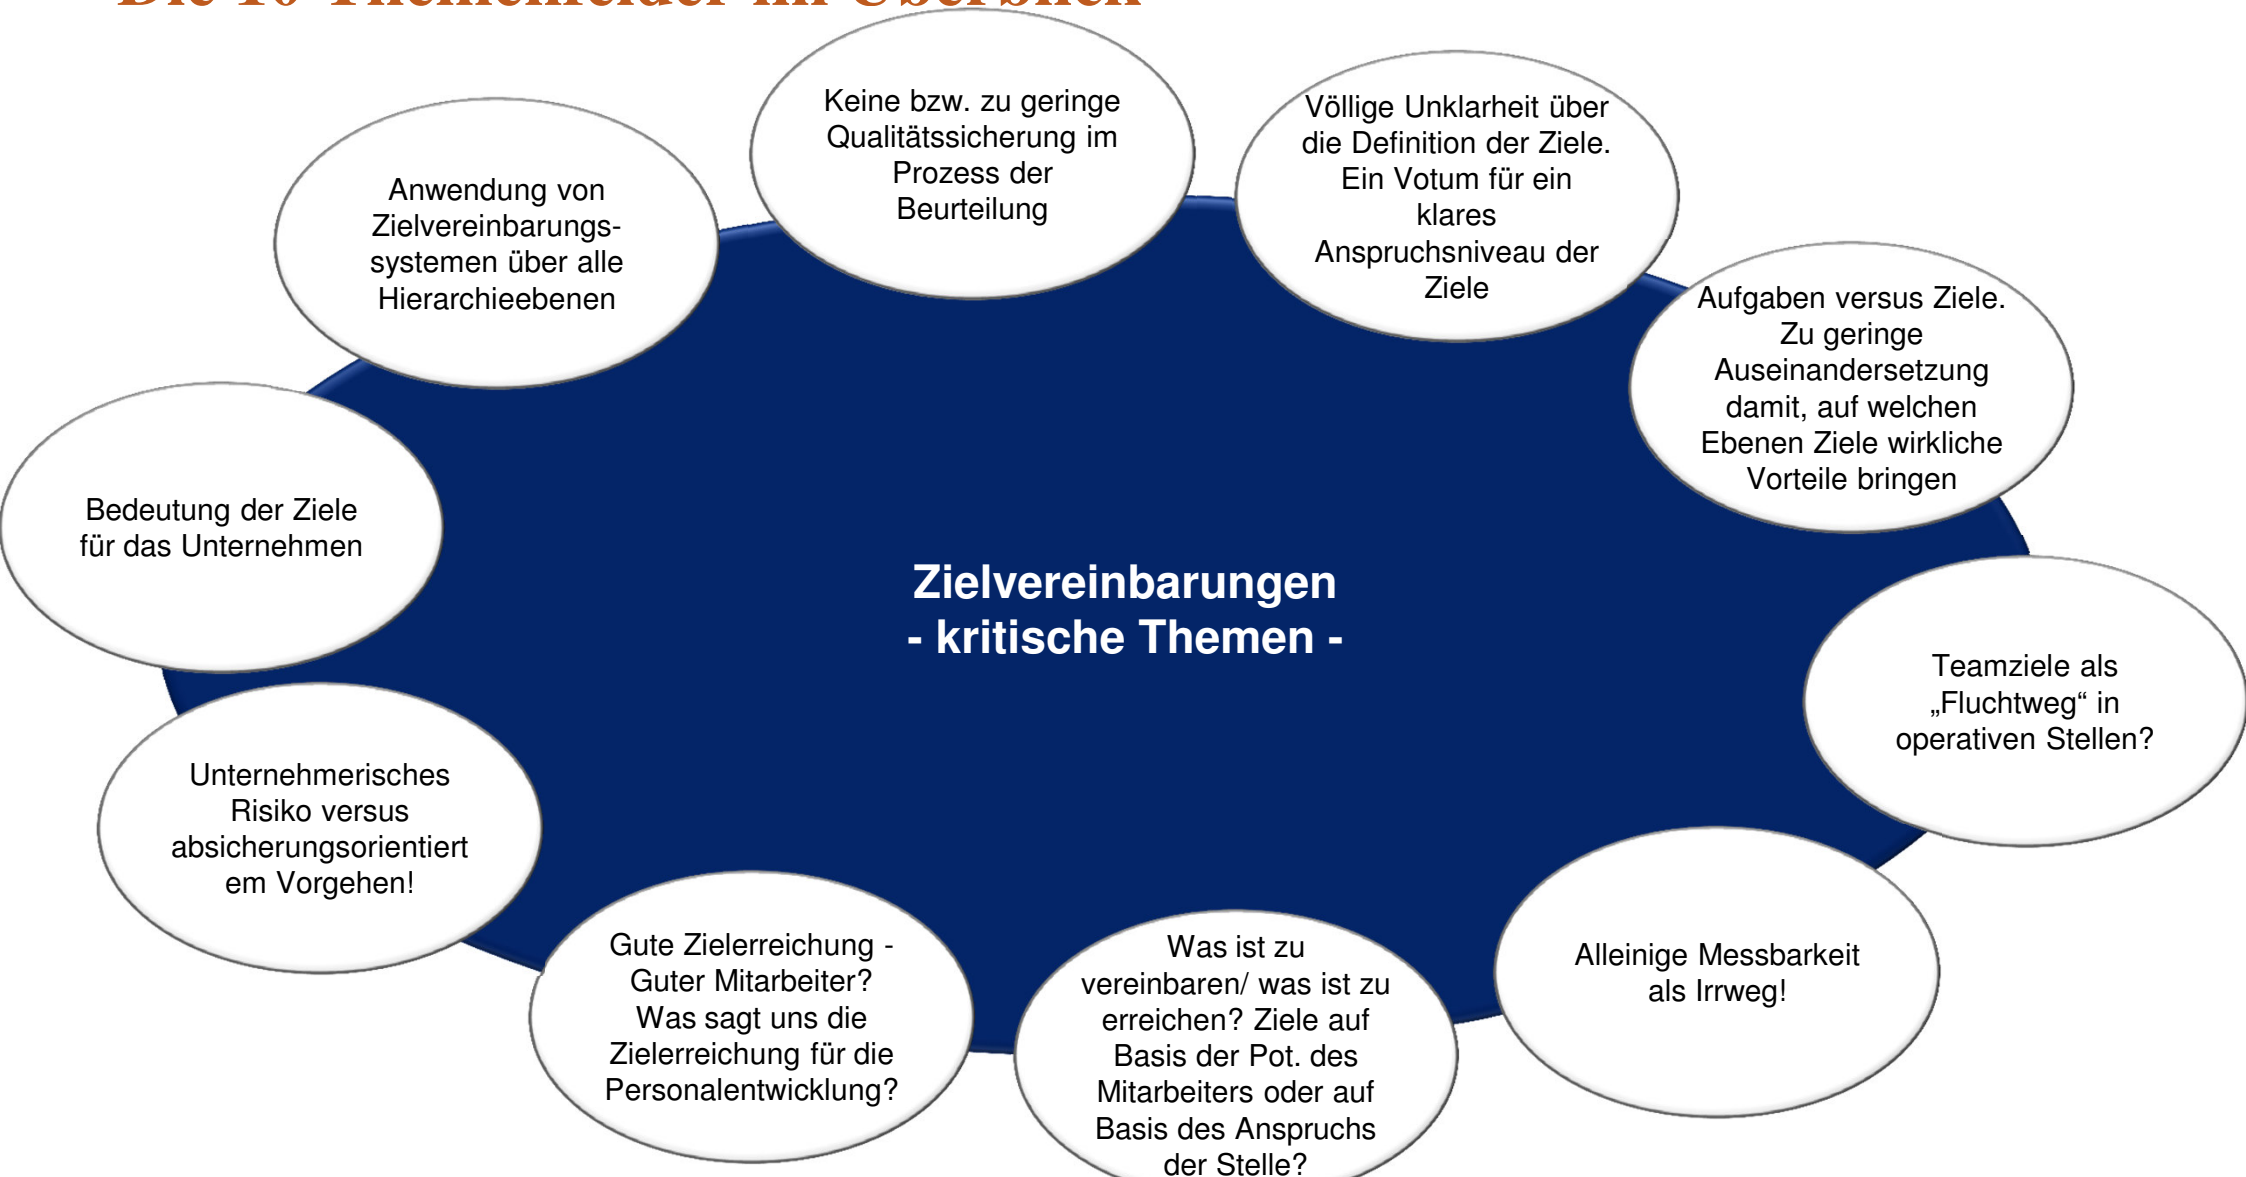 Die 10 Themenfelder im Überblick
Keine bzw. zu geringe
Qualitätssicherung im
Prozess der
Beurteilung
Völlige Unklarheit über
die Definition der Ziele.
Ein Votum für ein
klares
Anspruchsniveau der
Ziele
Anwendung von
Zielvereinbarungs-
systemen über alle
Hierarchieebenen
Aufgaben versus Ziele.
Zu geringe
Auseinandersetzung
damit, auf welchen
Ebenen Ziele wirkliche
Vorteile bringen
Bedeutung der Ziele
für das Unternehmen
Zielvereinbarungen
- kritische Themen -
Teamziele als
„Fluchtweg“ in
operativen Stellen?
Unternehmerisches
Risiko versus
absicherungsorientiert
em Vorgehen!
Gute Zielerreichung -
Guter Mitarbeiter?
Was sagt uns die
Zielerreichung für die
Personalentwicklung?
Was ist zu
vereinbaren/ was ist zu
erreichen? Ziele auf
Basis der Pot. des
Mitarbeiters oder auf
Basis des Anspruchs
der Stelle?
Alleinige Messbarkeit
als Irrweg!